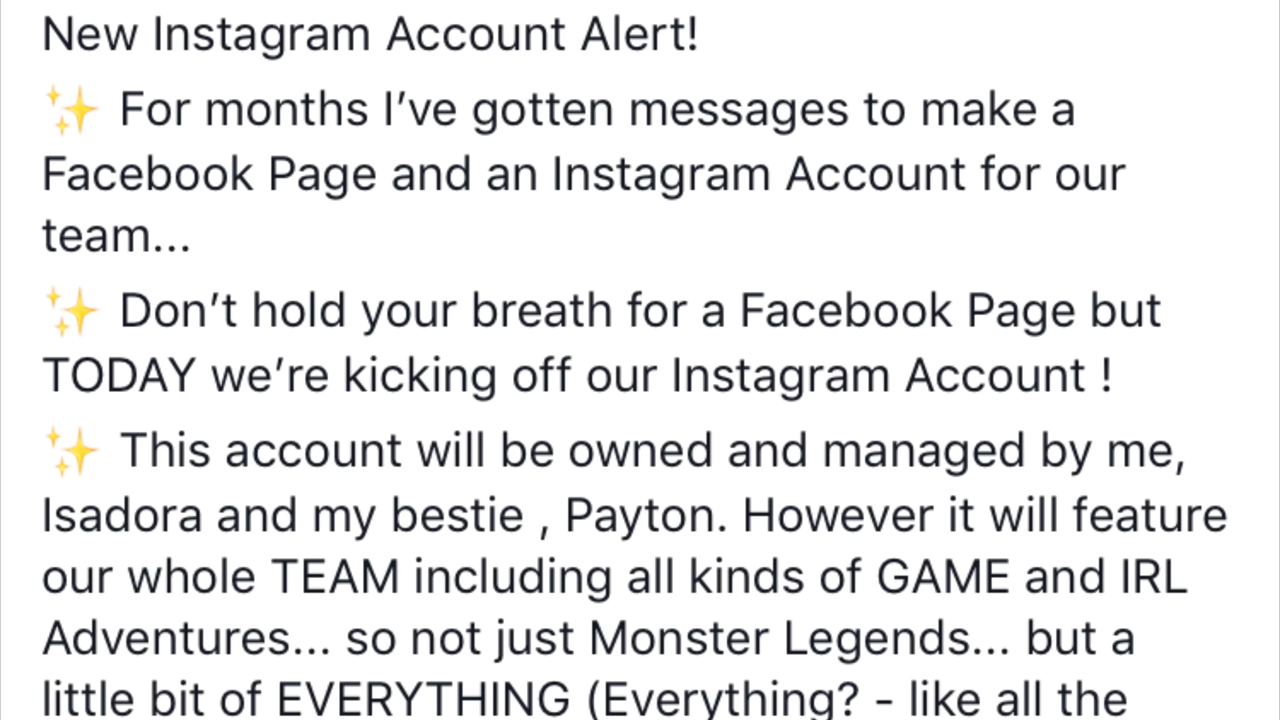 New Instagram Account Alert!
✨ For months I’ve gotten messages to make a
Facebook Page and an Instagram Account for our
team...
✨ Don’t hold your breath for a Facebook Page but
TODAY we’re kicking off our Instagram Account !
✨ This account will be owned and managed by me,
Isadora and my bestie , Payton. However it will feature
our whole TEAM including all kinds of GAME and IRL
Adventures... so not just Monster Legends... but a
little bit of EVERYTHING (Everything? - like all the